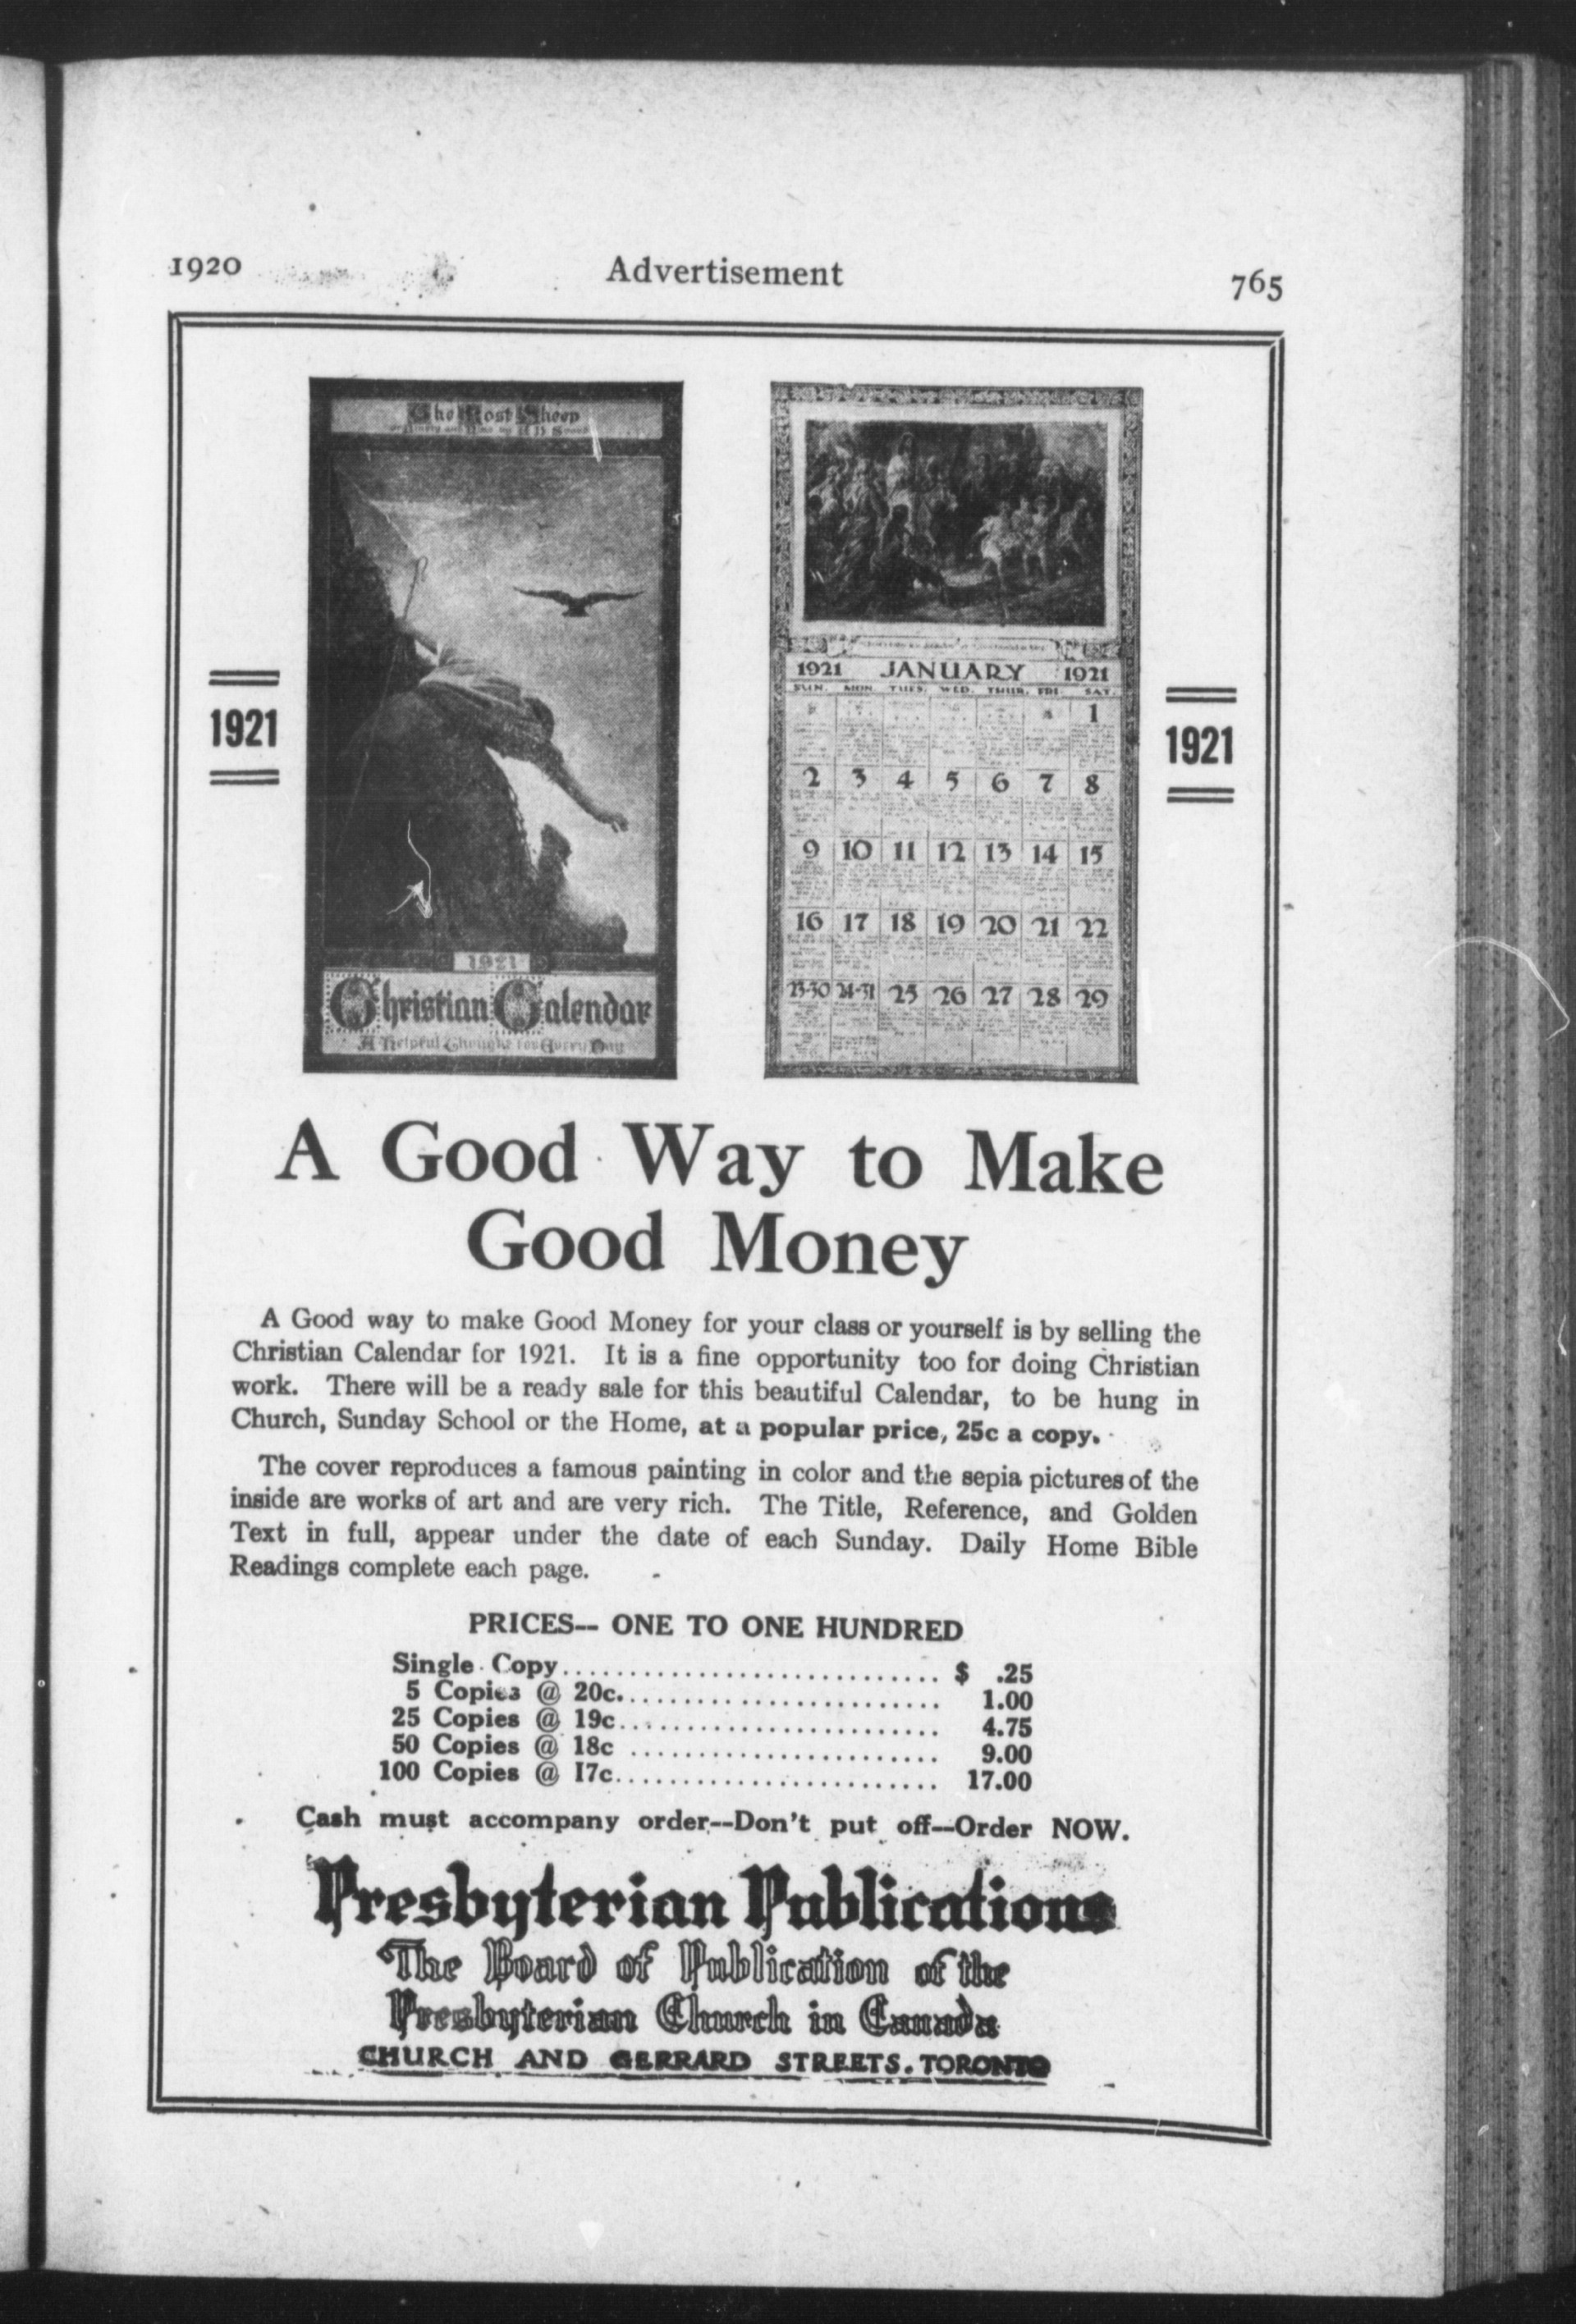 1920 Advertisement 765
The Lost Sheep
1921
Christian Calendar
A Helpful Thought for Every Day
1921
1921 JANUARY 1921
SUN. MON. TUES. WED. THUR. FRI. SAT.
1
2 3 4 5 6 7 8
9 10 11 12 13 14 15
16 17 18 19 20 21 22
23-30 24-31 25 26 27 28 29
1921
A Good Way to Make
Good Money
A Good way to make Good Money for your class or yourself is by selling the
Christian Calendar for 1921. It is a fine opportunity too for doing Christian
work. There will be a ready sale for this beautiful Calendar, to be hung in
Church, Sunday School or the Home, at a popular price, 25c a copy.
The cover reproduces a famous painting in color and the sepia pictures of the
inside are works of art and are very rich. The Title, Reference, and Golden
Text in full, appear under the date of each Sunday. Daily Home Bible
Readings complete each page.
PRICES-- ONE TO ONE HUNDRED
Single Copy............................ $ .25
5 Copies @ 20c........................ 1.00
25 Copies @ 19c........................ 4.75
50 Copies @ 18c ....................... 9.00
100 Copies @ 17c........................ 17.00
Cash must accompany order--Don't put off--Order NOW.
Presbyterian Publications
The Board of Publication of the
Presbyterian Church in Canada
CHURCH AND GERRARD STREETS. TORONTO